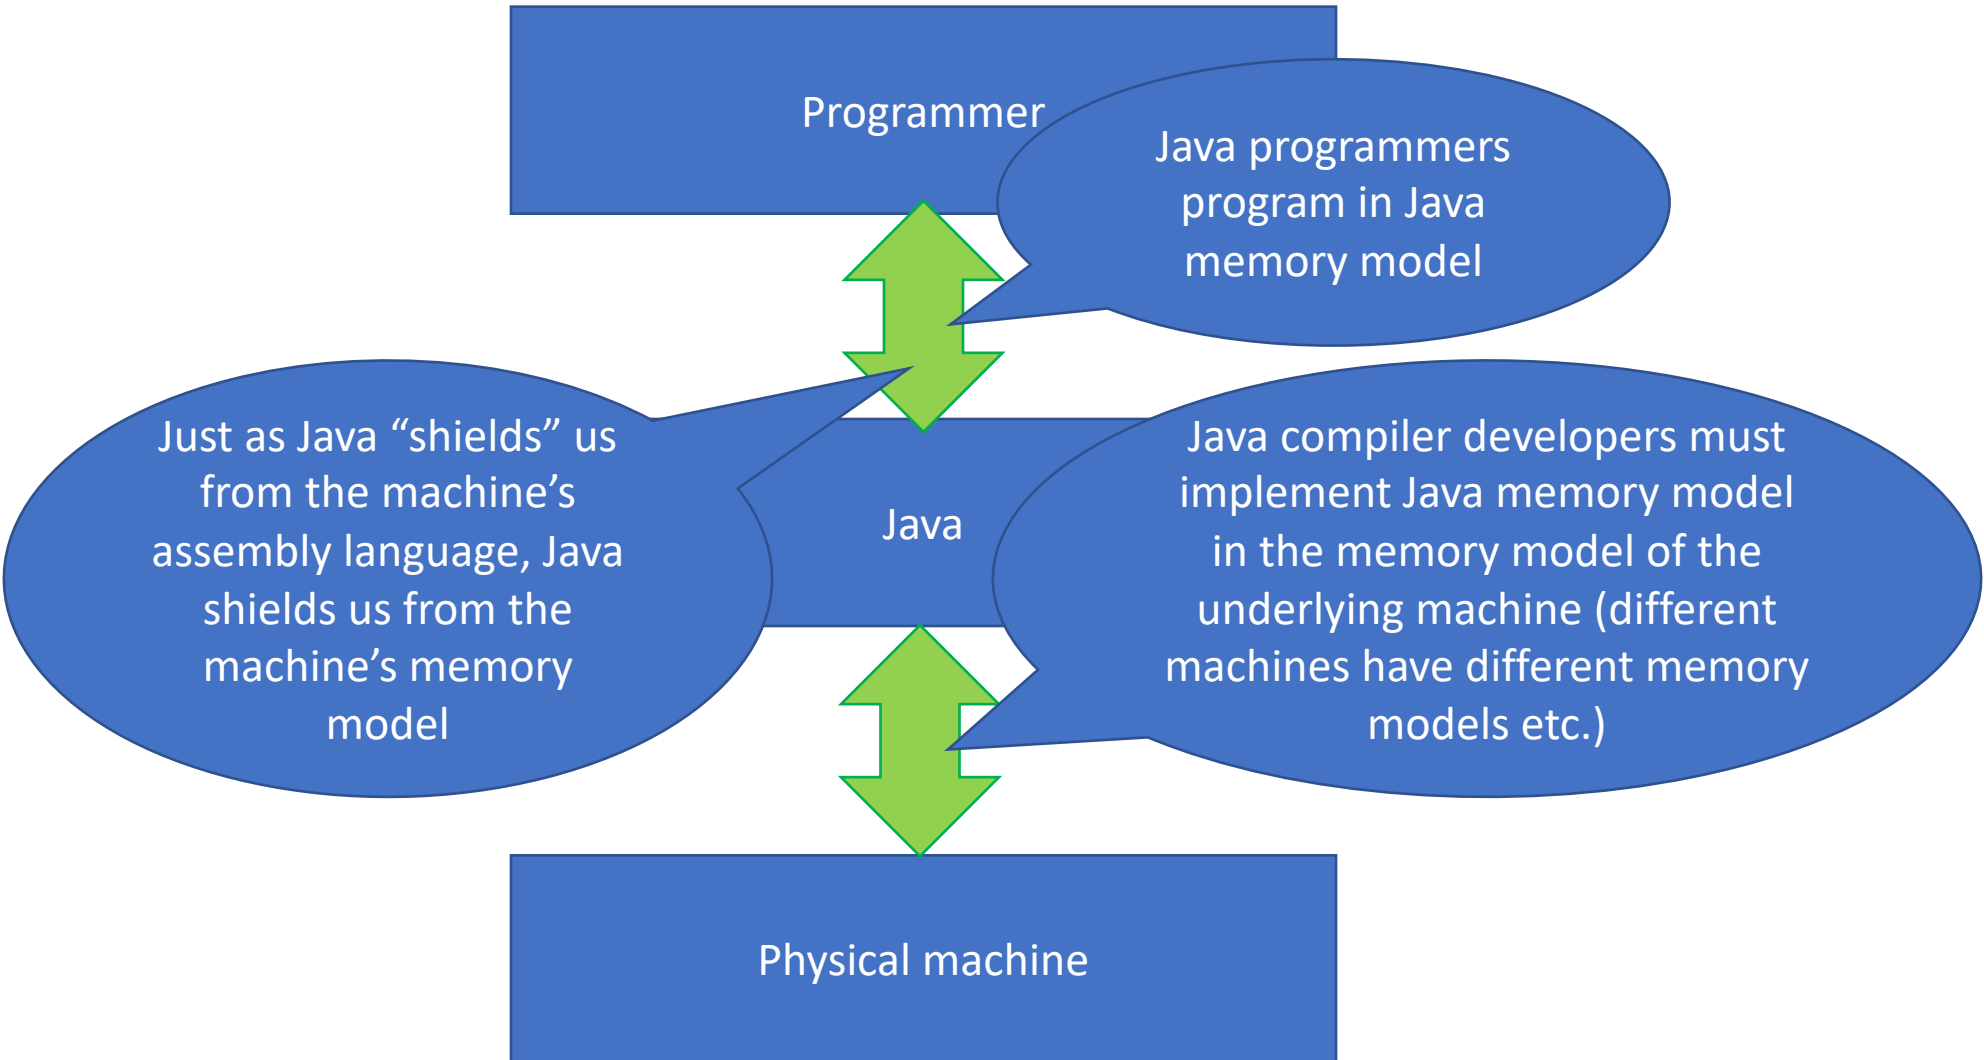 Programmer
Java programmers
program in Java
memory model
Just as Java “shields” us
from the machine’s
assembly language, Java
shields us from the
machine’s memory
model
Java
Java compiler developers must
implement Java memory model
in the memory model of the
underlying machine (different
machines have different memory
models etc.)
Physical machine